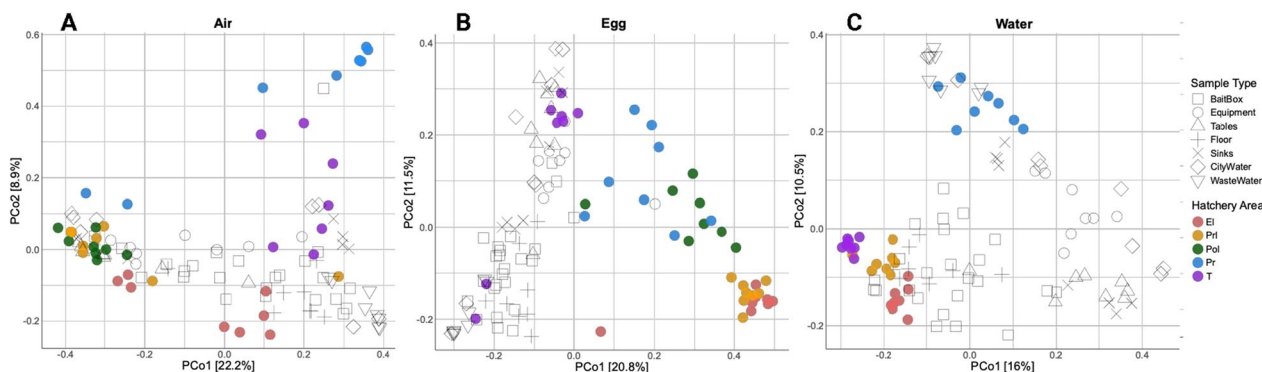 A
Air
PCo2 [8.9%]
0.6
0.4
0.2
0.0
-0.2
-0.4
-0.2
0.0
0.2
0.4
PCo1 [22.2%]
B
Egg
PCo2 [11.5%]
0.4
0.2
0.0
-0.2
-0.2
0.0
0.2
0.4
PCo1 [20.8%]
C
Water
PCo2 [10.5%]
0.4
0.2
0.0
-0.2
-0.2
0.0
0.2
0.4
PCo1 [16%]
Sample Type
BaitBox
Equipment
Tables
Floor
Sinks
CityWater
WasteWater
Hatchery Area
EI
PrI
PoI
Pr
T